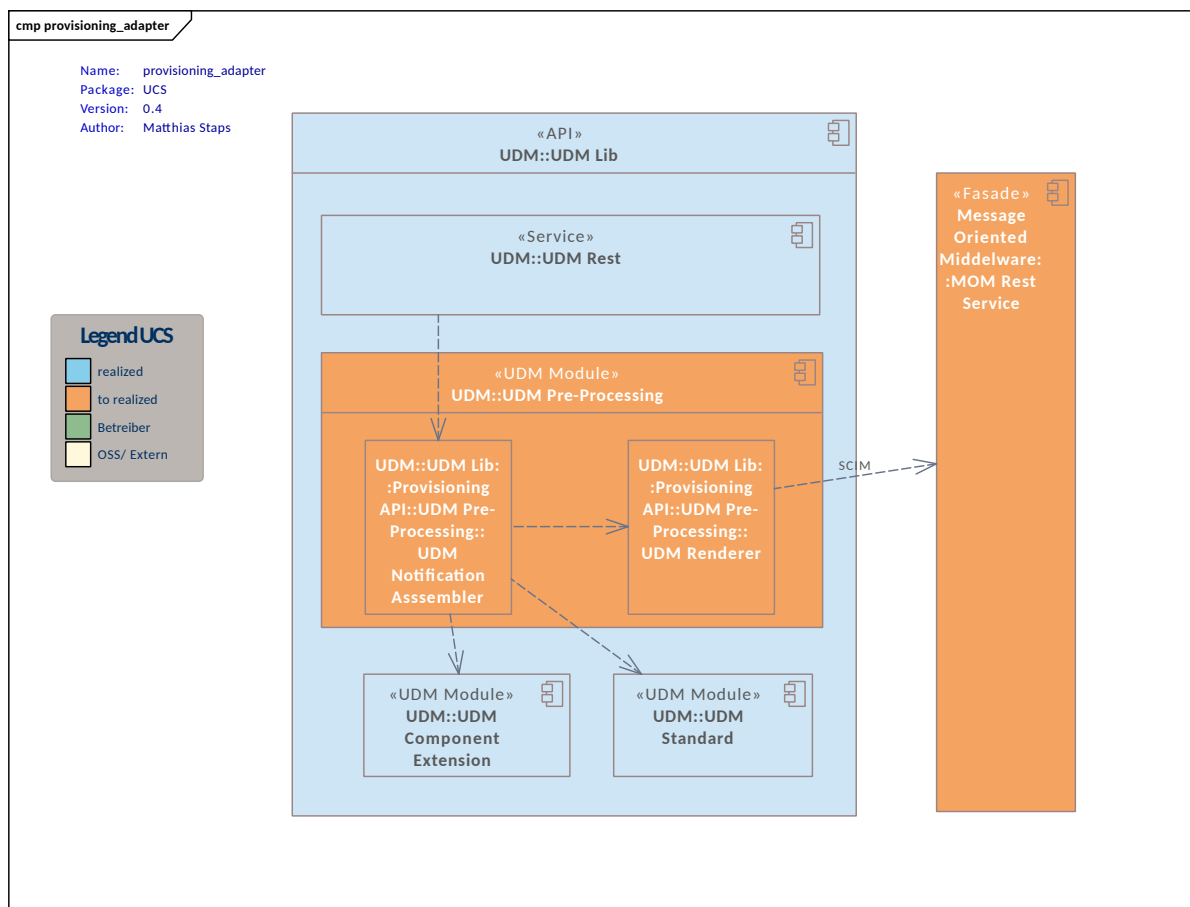 cmp provisioning_adapter
Name: provisioning_adapter
Package: UCS
Version: 0.4
Author: Matthias Staps
«API»
UDM::UDM Lib
«Service»
UDM::UDM Rest
«Fasade»
Message
Oriented
Middelware:
:MOM Rest
Service
Legend UCS
realized
to realized
Betreiber
OSS/ Extern
«UDM Module»
UDM::UDM Pre-Processing
UDM::UDM Lib:
:Provisioning
API::UDM Pre-
Processing::
UDM
Notification
Asssembler
UDM::UDM Lib:
:Provisioning
API::UDM Pre-
Processing::
UDM Renderer
SCIM
«UDM Module»
UDM::UDM
Component
Extension
«UDM Module»
UDM::UDM
Standard